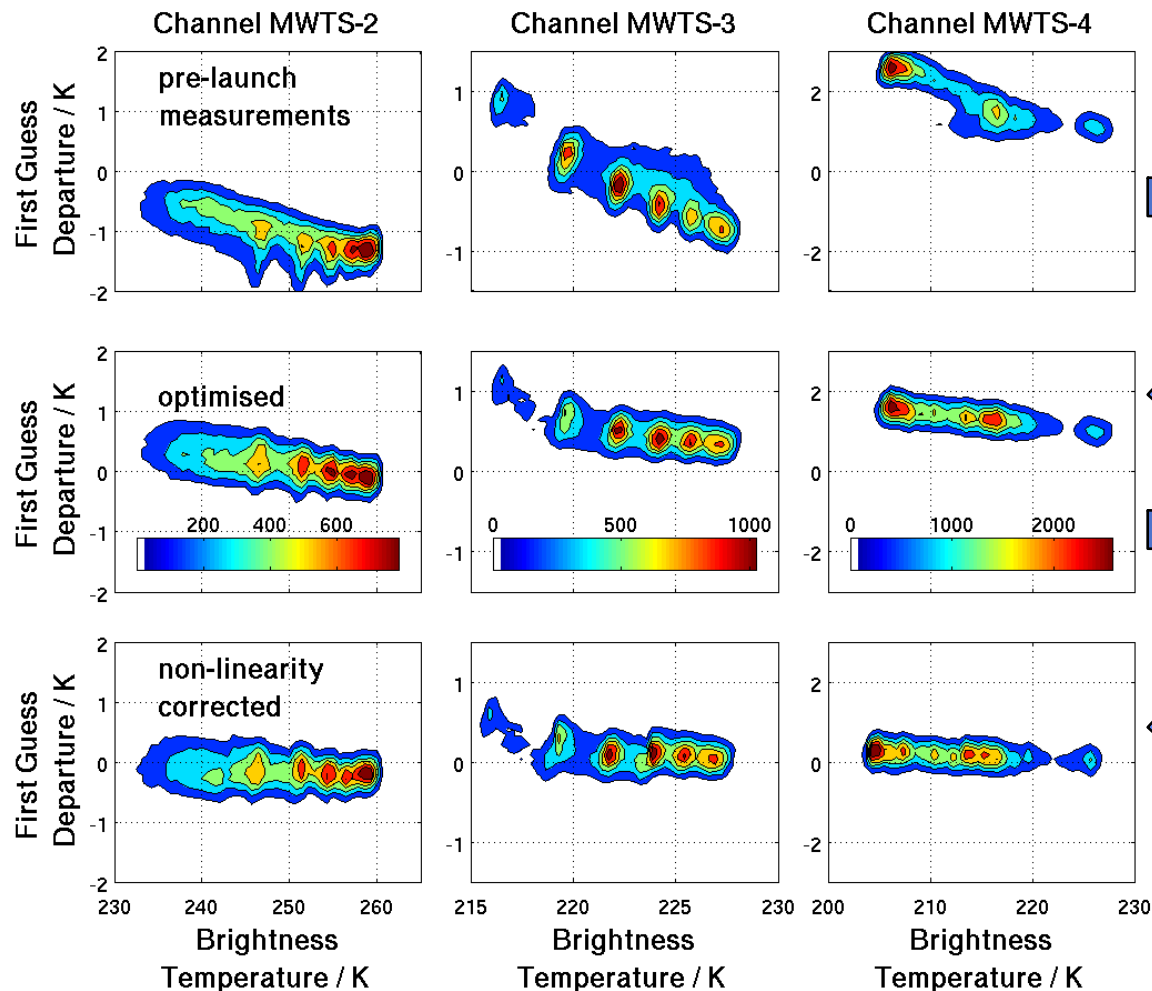 Channel MWTS-2 Channel MWTS-3 Channel MWTS-4
First Guess
Departure / K
2
1
0
-1
-2
pre-launch
measurements
1
0
-1
2
0
-2
First Guess
Departure / K
2
1
0
-1
-2
optimised
200 400 600
1
0
-1
0 500 1000
2
0
-2
0 1000 2000
First Guess
Departure / K
2
1
0
-1
-2
non-linearity
corrected
1
0
-1
2
0
-2
230 240 250 260
215 220 225 230
200 210 220 230
Brightness
Temperature / K
Brightness
Temperature / K
Brightness
Temperature / K